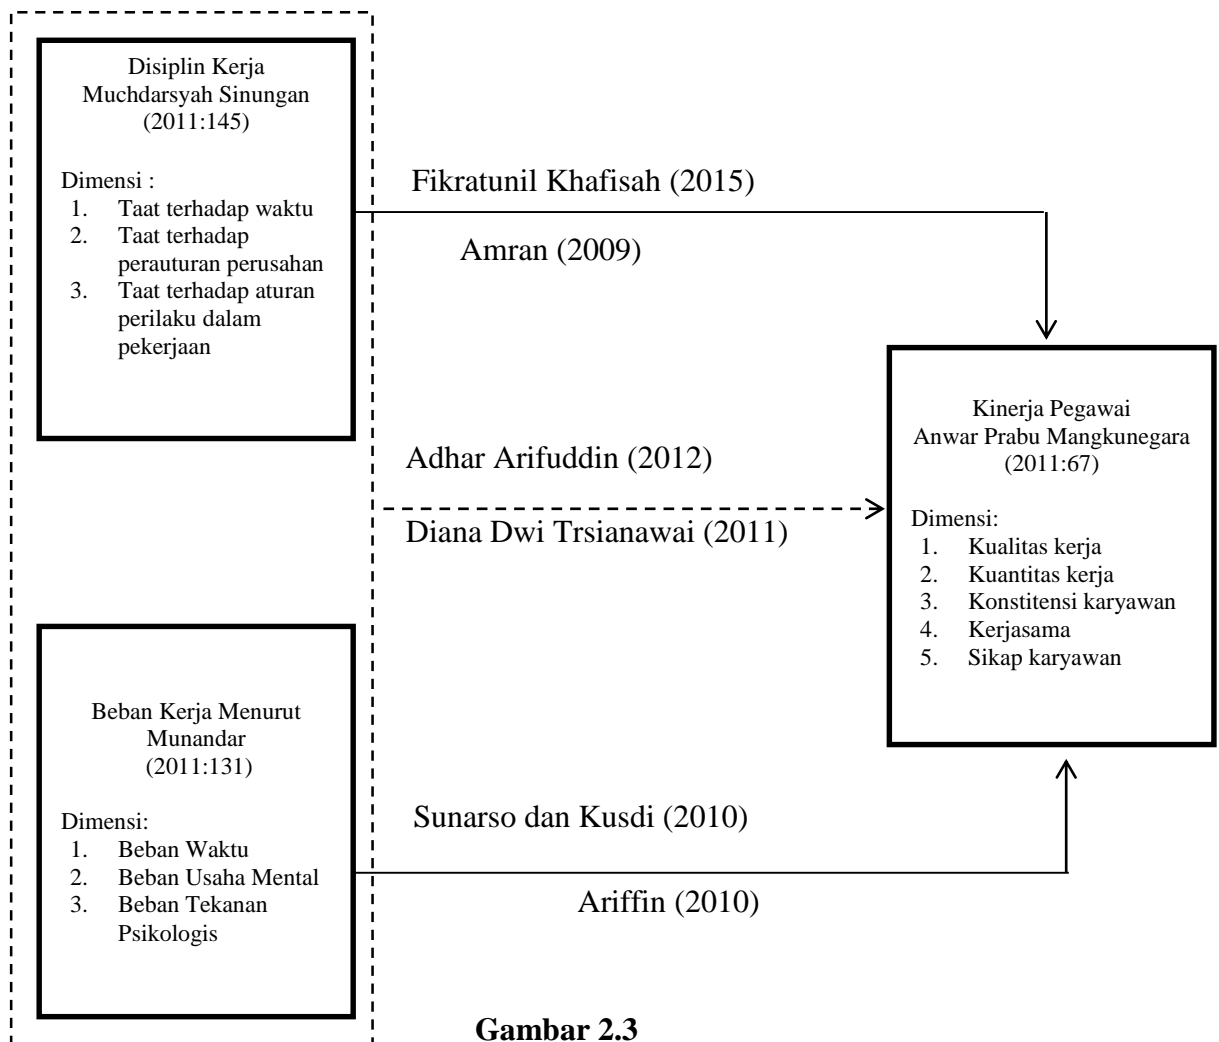 Disiplin Kerja
Muchdarsyah Sinungan
(2011:145)
Dimensi :
1. Taat terhadap waktu
2. Taat terhadap
perauturan perusahan
3. Taat terhadap aturan
perilaku dalam
pekerjaan
Fikratunil Khafisah (2015)
Amran (2009)
Adhar Arifuddin (2012)
Diana Dwi Trsianawai (2011)
Kinerja Pegawai
Anwar Prabu Mangkunegara
(2011:67)
Dimensi:
1. Kualitas kerja
2. Kuantitas kerja
3. Konstitensi karyawan
4. Kerjasama
5. Sikap karyawan
Beban Kerja Menurut
Munandar
(2011:131)
Dimensi:
1. Beban Waktu
2. Beban Usaha Mental
3. Beban Tekanan
Psikologis
Sunarso dan Kusdi (2010)
Ariffin (2010)
Gambar 2.3